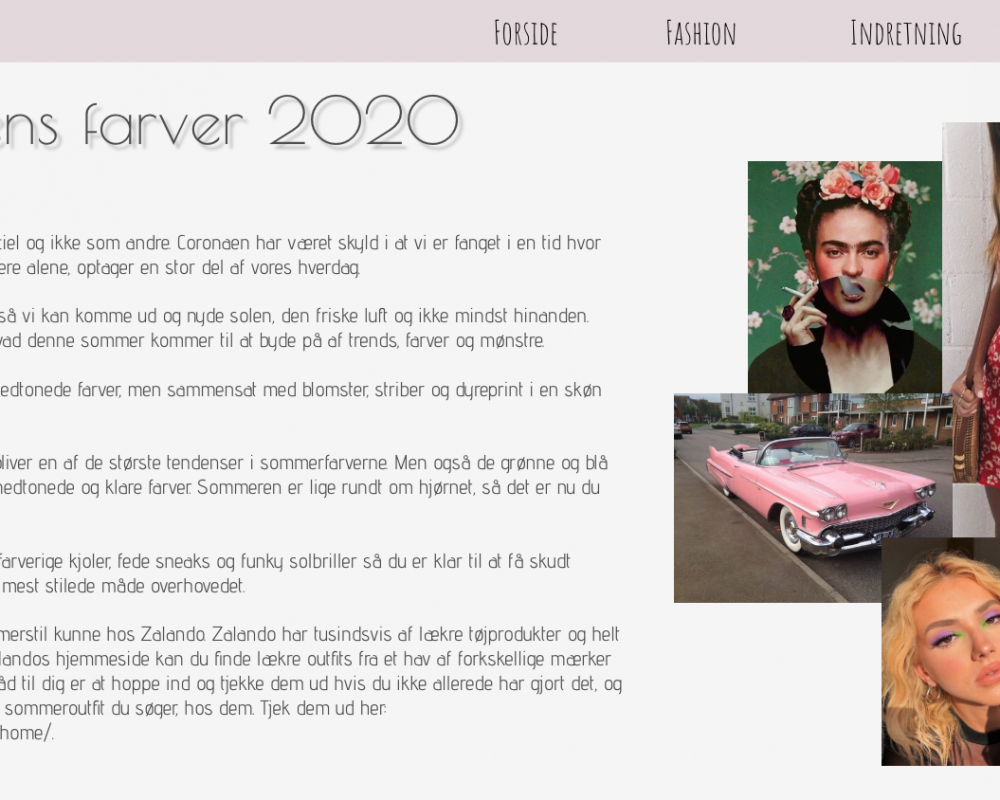 Forside Fashion Indretning
ens farver 2020
og ikke som andre. Coronaen har været skyld i at vi er fanget i en tid hvor
ere alene, optager en stor del af vores hverdag.
så vi kan komme ud og nyde solen, den friske luft og ikke mindst hinanden.
vad denne sommer kommer til at byde på af trends, farver og mønstre.
edtonede farver, men sammensat med blomster, striber og dyreprint i en skøn
bliver en af de største tendenser i sommerfarverne. Men også de grønne og blå
nedtonede og klare farver. Sommeren er lige rundt om hjørnet, så det er nu du
farverige kjoler, fede sneaks og funky solbriller så du er klar til at få skudt
mest stilede måde overhovedet.
merstil kunne hos Zalando. Zalando har tusindsvis af lækre tøjprodukter og helt
landos hjemmeside kan du finde lækre outfits fra et hav af forkskellige mærker
åd til dig er at hoppe ind og tjekke dem ud hvis du ikke allerede har gjort det, og
sommeroutfit du søger, hos dem. Tjek dem ud her:
home/.